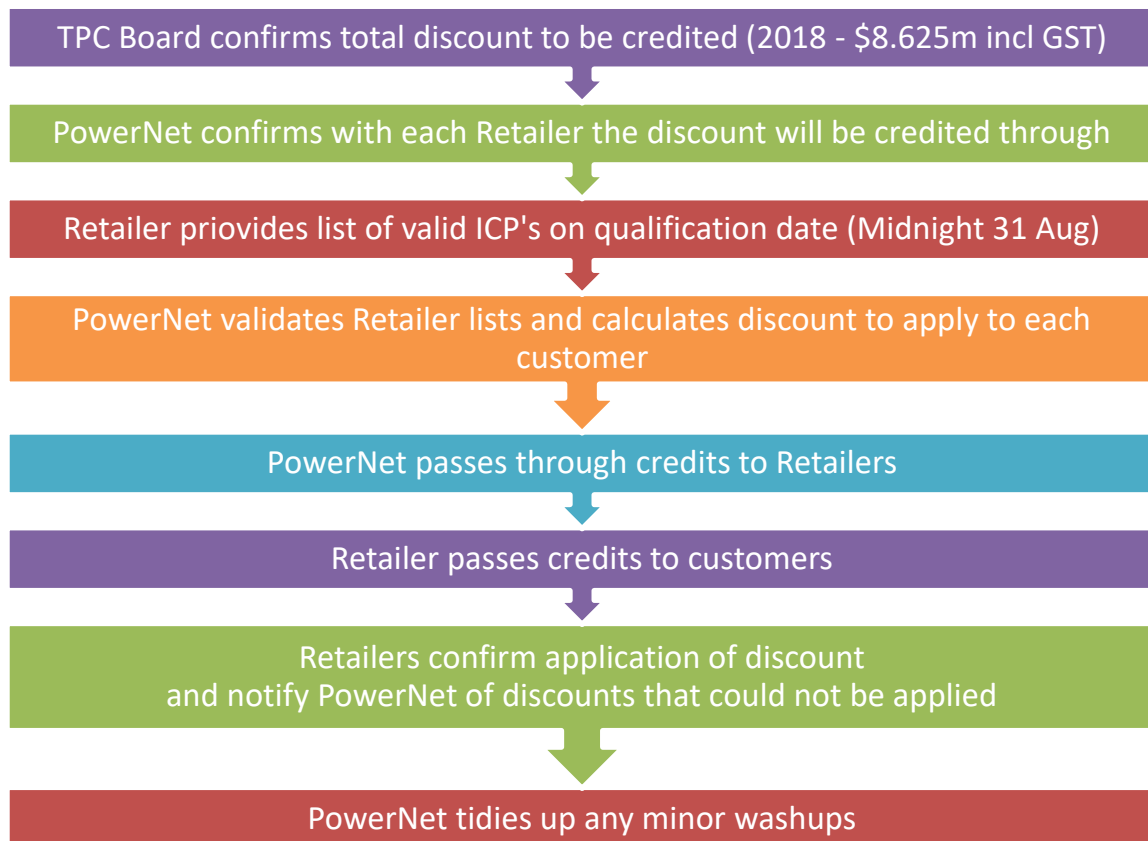 TPC Board confirms total discount to be credited (2018 - $8.625m incl GST)
PowerNet confirms with each Retailer the discount will be credited through
Retailer priovides list of valid ICP's on qualification date (Midnight 31 Aug)
PowerNet validates Retailer lists and calculates discount to apply to each
customer
PowerNet passes through credits to Retailers
Retailer passes credits to customers
Retailers confirm application of discount
and notify PowerNet of discounts that could not be applied
PowerNet tidies up any minor washups